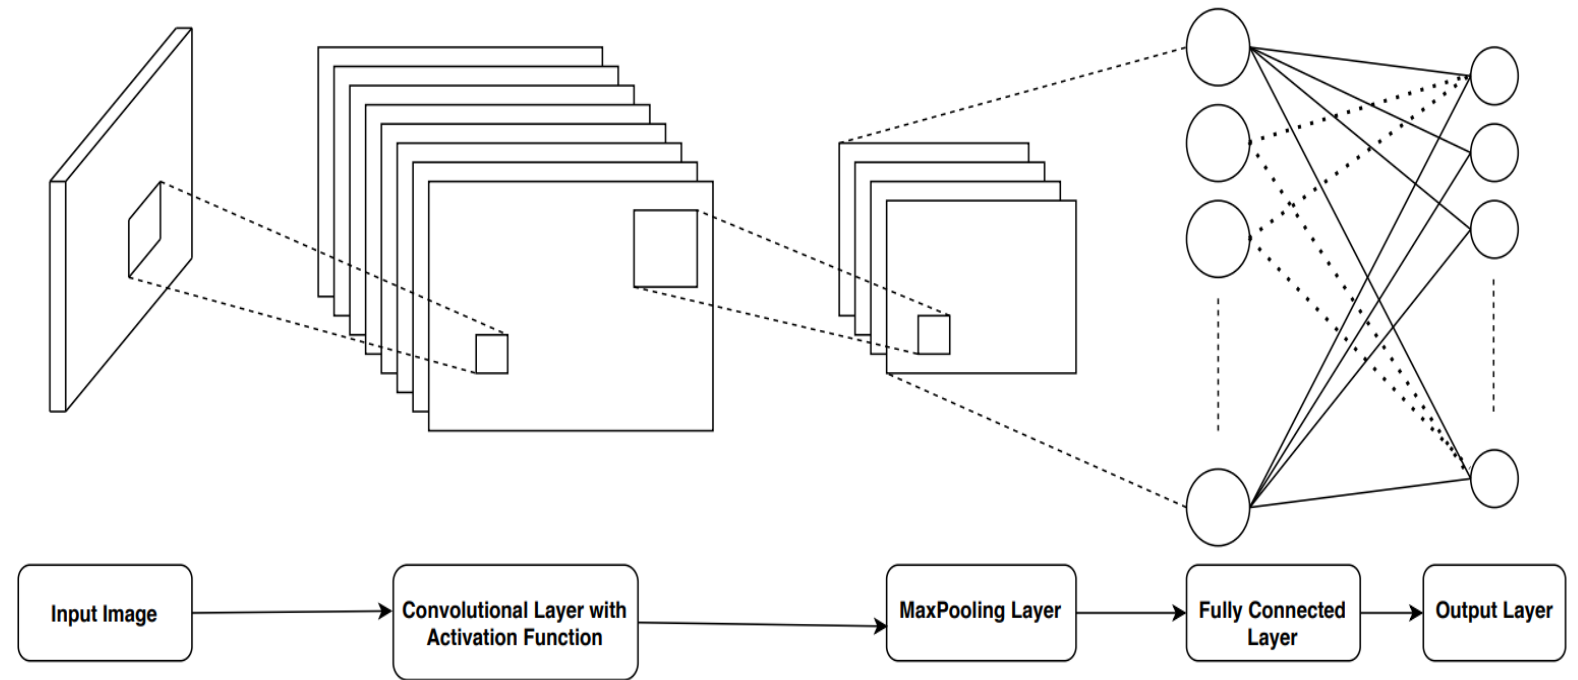 Input Image
Convolutional Layer with
Activation Function
MaxPooling Layer
Fully Connected
Layer
Output Layer